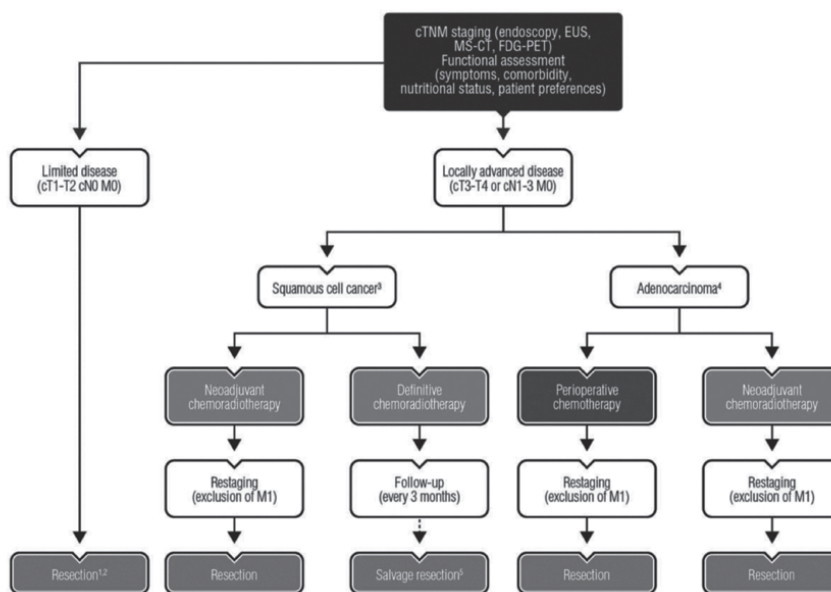 cTNM staging (endoscopy, EUS,
MS-CT, FDG-PET)
Functional assessment
(symptoms, comorbidity,
nutritional status, patient preferences)
Limited disease
(cT1-T2 cN0 M0)
Locally advanced disease
(cT3-T4 or cN1-3 M0)
Squamous cell cancer³
Adenocarcinoma⁴
Neoadjuvant
chemoradiotherapy
Definitive
chemoradiotherapy
Perioperative
chemotherapy
Neoadjuvant
chemoradiotherapy
Restaging
(exclusion of M1)
Follow-up
(every 3 months)
Restaging
(exclusion of M1)
Restaging
(exclusion of M1)
Resection¹,²
Resection
Salvage resection⁵
Resection
Resection